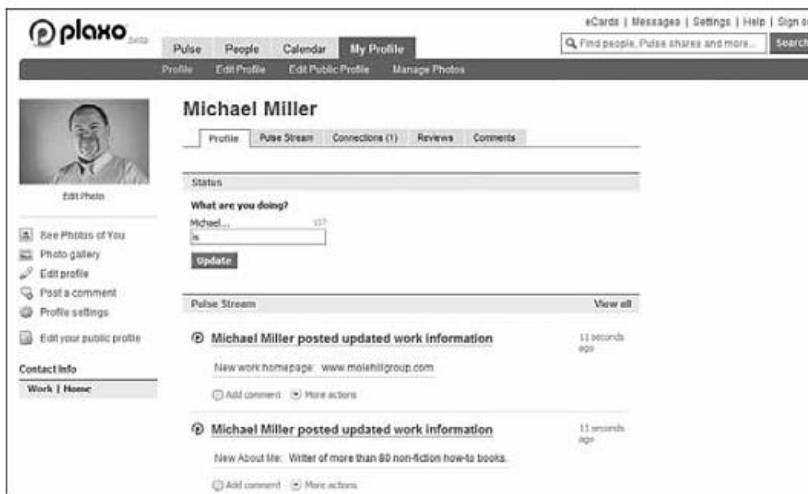 eCards | Messages | Settings | Help | Sign o
plaxo beta
Pulse People Calendar My Profile
Find people, Pulse shares and more... Search
Profile Edit Profile Edit Public Profile Manage Photos
Michael Miller
Profile Pulse Stream Connections (1) Reviews Comments
Edit Photo
See Photos of You
Photo gallery
Edit profile
Post a comment
Profile settings
Edit your public profile
Contact Info
Work | Home
Status
What are you doing?
Michael...
is
Update
Pulse Stream View all
Michael Miller posted updated work information 11 seconds
ago
New work homepage: www.molehillgroup.com
Add comment More actions
Michael Miller posted updated work information 11 seconds
ago
New About Me: Writer of more than 80 non-fiction how-to books.
Add comment More actions